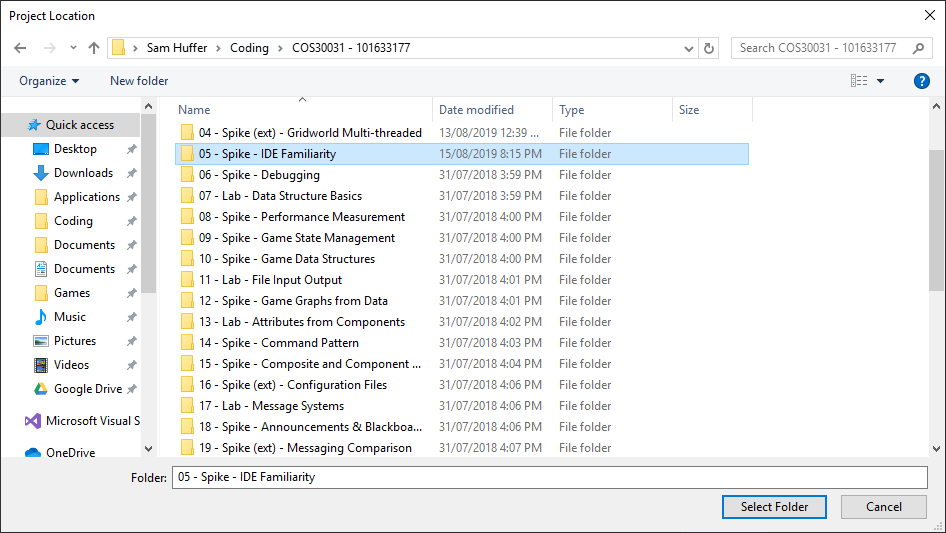 Project Location
Sam Huffer > Coding > COS30031 - 101633177
Search COS30031 - 101633177
Organize
New folder
?
Name Date modified Type Size
Quick access
Desktop
Downloads
Applications
Coding
Documents
Documents
Games
Music
Pictures
Videos
Google Drive
Microsoft Visual S
OneDrive
04 - Spike (ext) - Gridworld Multi-threaded 13/08/2019 12:39 ... File folder
05 - Spike - IDE Familiarity 15/08/2019 8:15 PM File folder
06 - Spike - Debugging 31/07/2018 3:59 PM File folder
07 - Lab - Data Structure Basics 31/07/2018 3:59 PM File folder
08 - Spike - Performance Measurement 31/07/2018 4:00 PM File folder
09 - Spike - Game State Management 31/07/2018 4:00 PM File folder
10 - Spike - Game Data Structures 31/07/2018 4:00 PM File folder
11 - Lab - File Input Output 31/07/2018 4:01 PM File folder
12 - Spike - Game Graphs from Data 31/07/2018 4:01 PM File folder
13 - Lab - Attributes from Components 31/07/2018 4:02 PM File folder
14 - Spike - Command Pattern 31/07/2018 4:03 PM File folder
15 - Spike - Composite and Component ... 31/07/2018 4:04 PM File folder
16 - Spike (ext) - Configuration Files 31/07/2018 4:06 PM File folder
17 - Lab - Message Systems 31/07/2018 4:06 PM File folder
18 - Spike - Announcements & Blackboa... 31/07/2018 4:06 PM File folder
19 - Spike (ext) - Messaging Comparison 31/07/2018 4:07 PM File folder
Folder: 05 - Spike - IDE Familiarity
Select Folder
Cancel